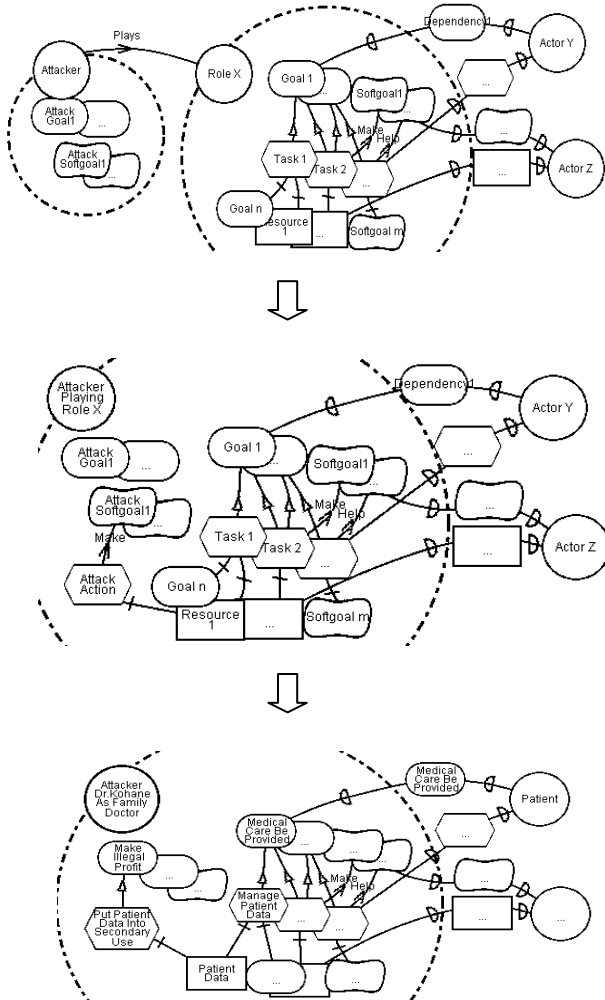 Plays
Attacker
Role X
Attack
Goal1
...
Attack
Softgoal1
...
Goal 1
...
Softgoal1
...
Dependency1
Actor Y
...
Make
Help
Task 1
Task 2
...
...
...
Actor Z
Goal n
Resource
1
...
Softgoal m
Attacker
Playing
Role X
Attack
Goal1
...
Attack
Softgoal1
...
Make
Attack
Action
Goal 1
...
Softgoal1
...
Dependency1
Actor Y
...
Make
Help
Task 1
Task 2
...
...
...
Actor Z
Goal n
Resource
1
...
Softgoal m
Attacker
Dr.Kohane
As Family
Doctor
Make
Illegal
Profit
...
...
Put Patient
Data Into
Secondary
Use
Patient
Data
Medical
Care Be
Provided
...
...
...
Medical
Care Be
Provided
Patient
...
Make
Help
Manage
Patient
Data
...
...
...
...
...
...
...